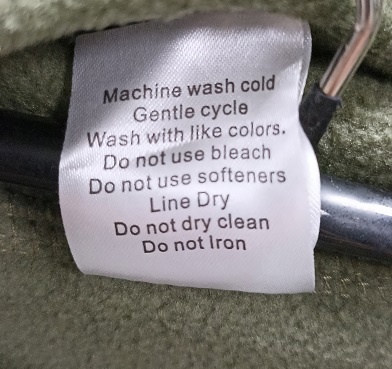 Machine wash cold
Gentle cycle
Wash with like colors.
Do not use bleach
Do not use softeners
Line Dry
Do not dry clean
Do not Iron